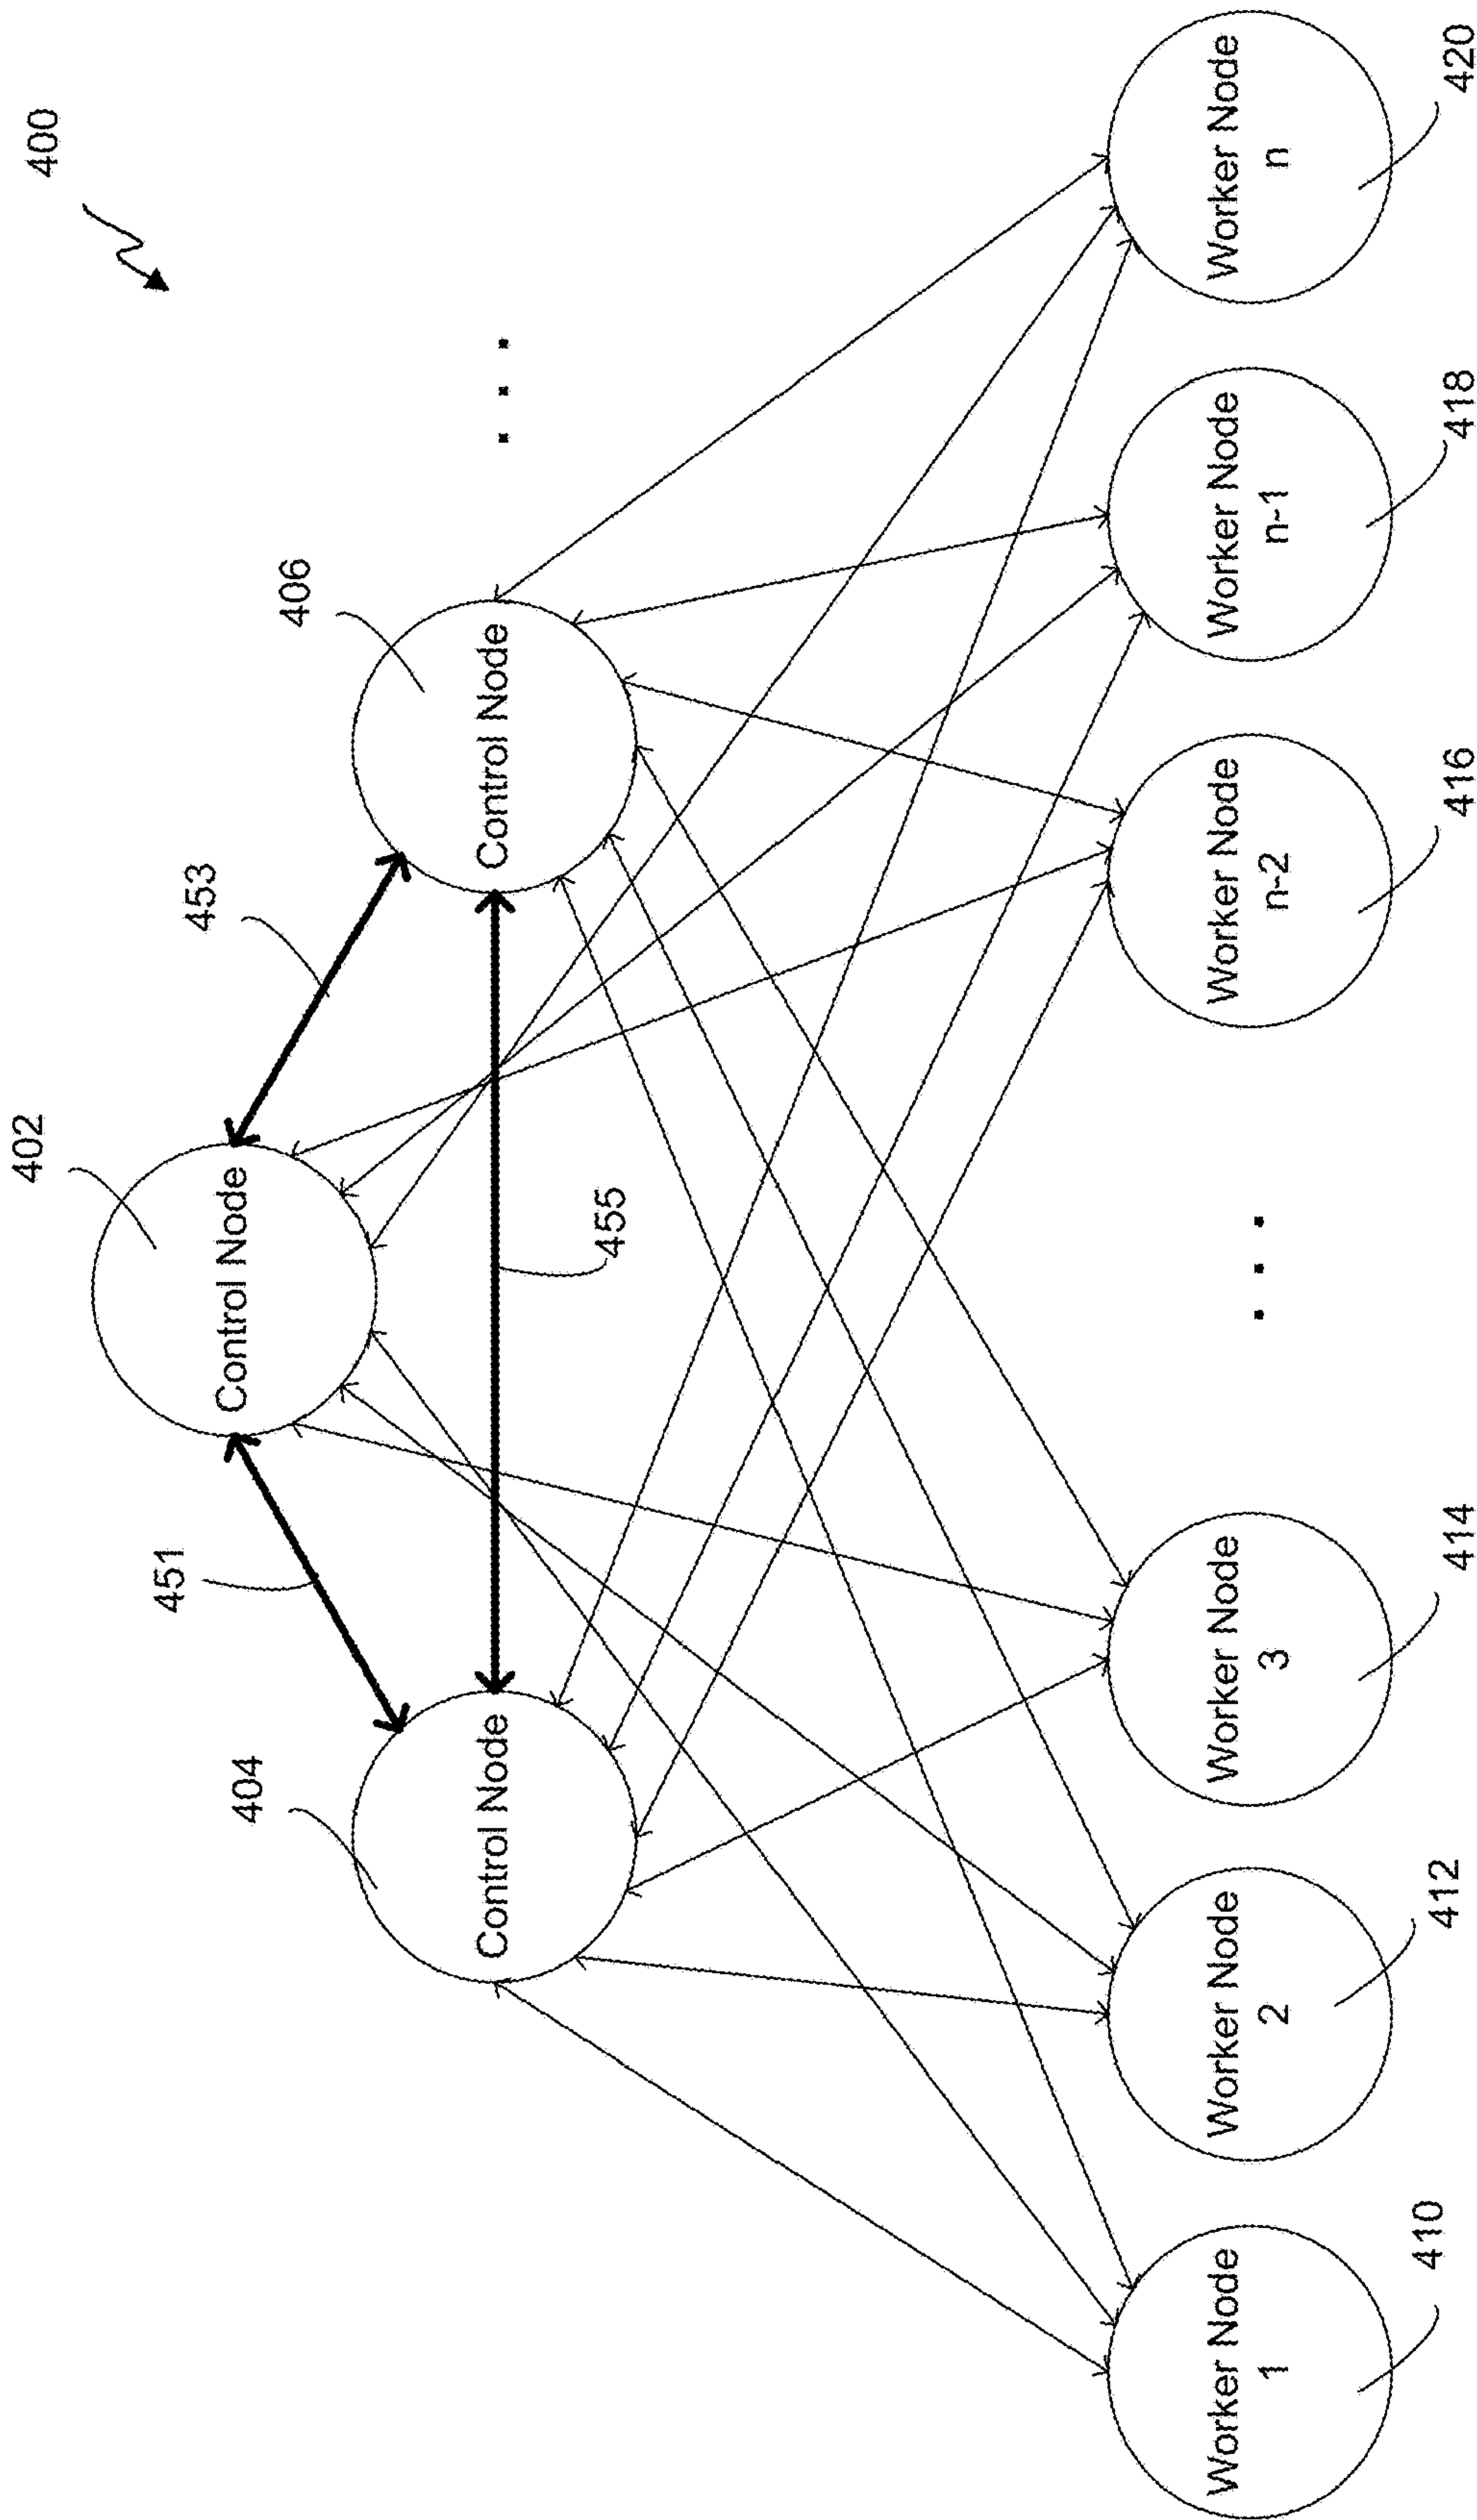 400
402
Control Node
451
453
404
406
Control Node
Control Node
. . .
455
Worker Node
1
Worker Node
2
Worker Node
3
. . .
Worker Node
n-2
Worker Node
n-1
Worker Node
n
410
412
414
416
418
420